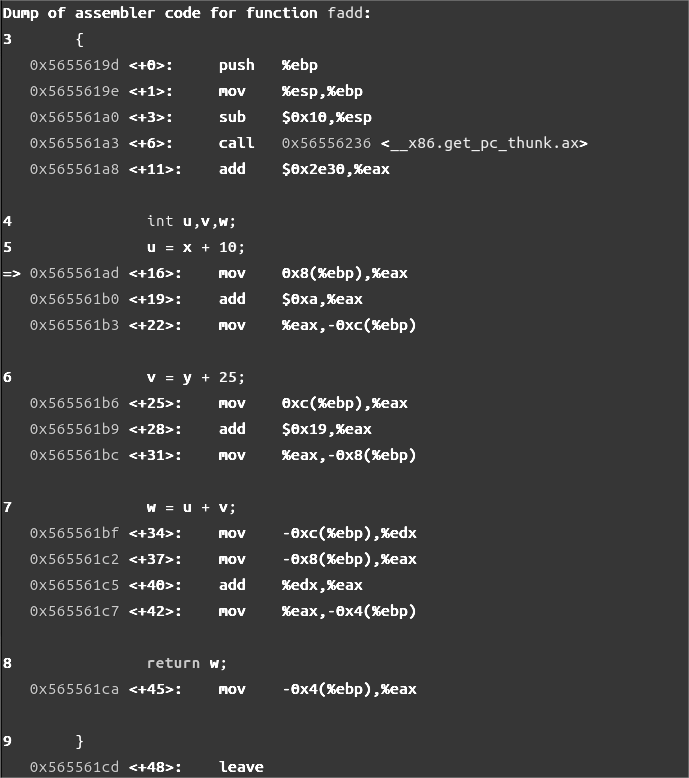 Dump of assembler code for function fadd:
3 {
0x5655619d <+0>: push %ebp
0x5655619e <+1>: mov %esp,%ebp
0x565561a0 <+3>: sub $0x10,%esp
0x565561a3 <+6>: call 0x56556236 <__x86.get_pc_thunk.ax>
0x565561a8 <+11>: add $0x2e30,%eax
4 int u,v,w;
5 u = x + 10;
=> 0x565561ad <+16>: mov 0x8(%ebp),%eax
0x565561b0 <+19>: add $0xa,%eax
0x565561b3 <+22>: mov %eax,-0xc(%ebp)
6 v = y + 25;
0x565561b6 <+25>: mov 0xc(%ebp),%eax
0x565561b9 <+28>: add $0x19,%eax
0x565561bc <+31>: mov %eax,-0x8(%ebp)
7 w = u + v;
0x565561bf <+34>: mov -0xc(%ebp),%edx
0x565561c2 <+37>: mov -0x8(%ebp),%eax
0x565561c5 <+40>: add %edx,%eax
0x565561c7 <+42>: mov %eax,-0x4(%ebp)
8 return w;
0x565561ca <+45>: mov -0x4(%ebp),%eax
9 }
0x565561cd <+48>: leave